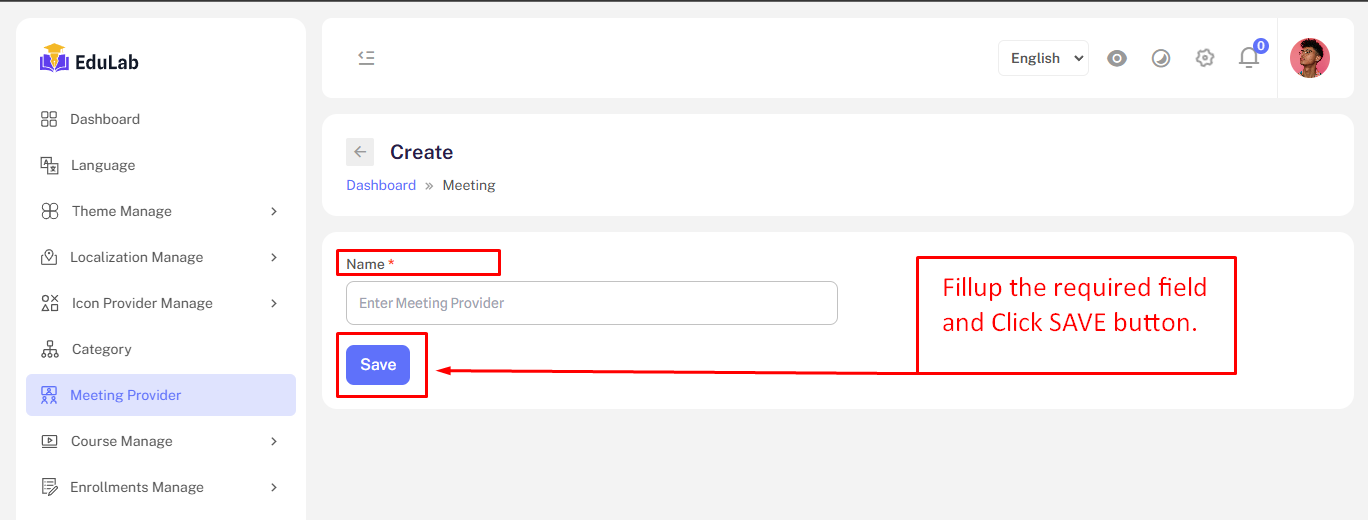 EduLab
Dashboard
Language
Theme Manage
Localization Manage
Icon Provider Manage
Category
Meeting Provider
Course Manage
Enrollments Manage
English
0
Create
Dashboard » Meeting
Name *
Enter Meeting Provider
Save
Fillup the required field
and Click SAVE button.